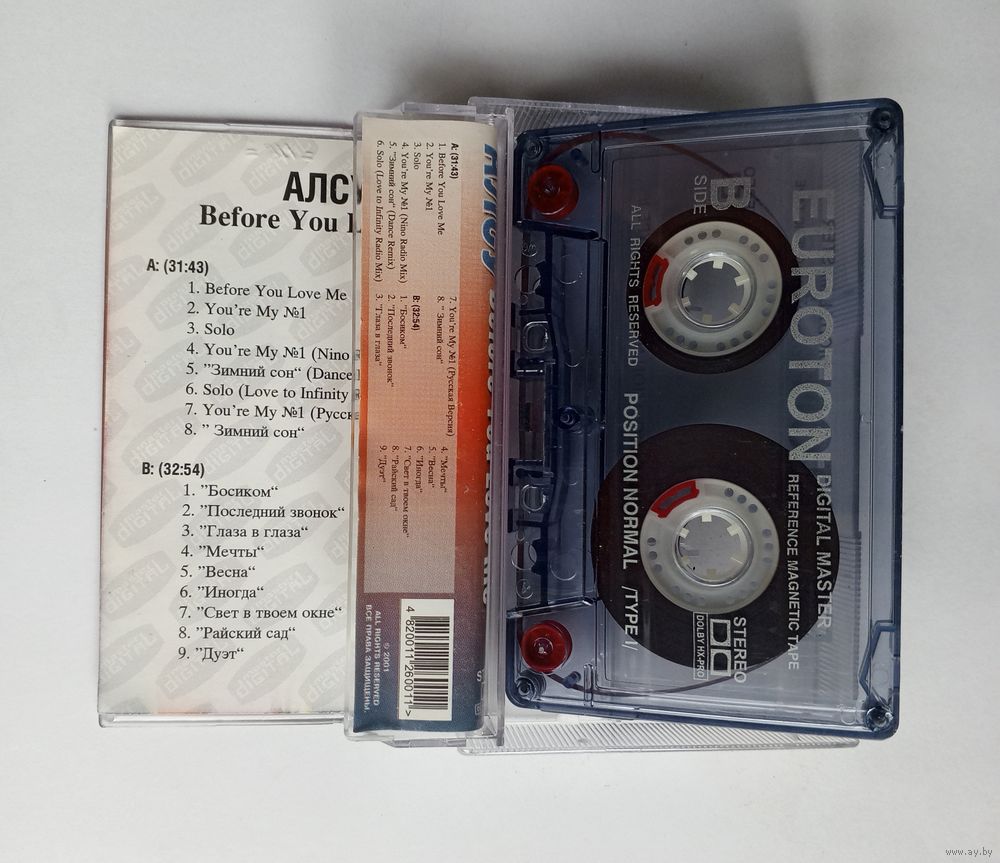 АЛСУ
Before You L
A: (31:43)
1. Before You Love Me
2. You're My №1
3. Solo
4. You're My №1 (Nino
5. "Зимний сон" (Dance
6. Solo (Love to Infinity
7. You're My №1 (Русск
8. " Зимний сон"
B: (32:54)
1. "Босиком"
2. "Последний звонок"
3. "Глаза в глаза"
4. "Мечты"
5. "Весна"
6. "Иногда"
7. "Свет в твоем окне"
8. "Райский сад"
9. "Дуэт"
A: (31:43)
1. Before You Love Me
2. You're My №1
3. Solo
4. You're My №1 (Nino Radio Mix)
5. "Зимний сон" (Dance Remix)
6. Solo (Love to Infinity Radio Mix)
7. You're My №1 (Русская Версия)
8. " Зимний сон"
B: (32:54)
1. "Босиком"
2. "Последний звонок"
3. "Глаза в глаза"
4. "Мечты"
5. "Весна"
6. "Иногда"
7. "Свет в твоем окне"
8. "Райский сад"
9. "Дуэт"
4 820011 260011 >
© 2001
ALL RIGHTS RESERVED
ВСЕ ПРАВА ЗАЩИЩЕНЫ.
EUROTON DIGITAL MASTER
REFERENCE MAGNETIC TAPE
B
SIDE
STEREO
DOLBY HX-PRO
ALL RIGHTS RESERVED POSITION NORMAL /TYPE I/
www.ay.by